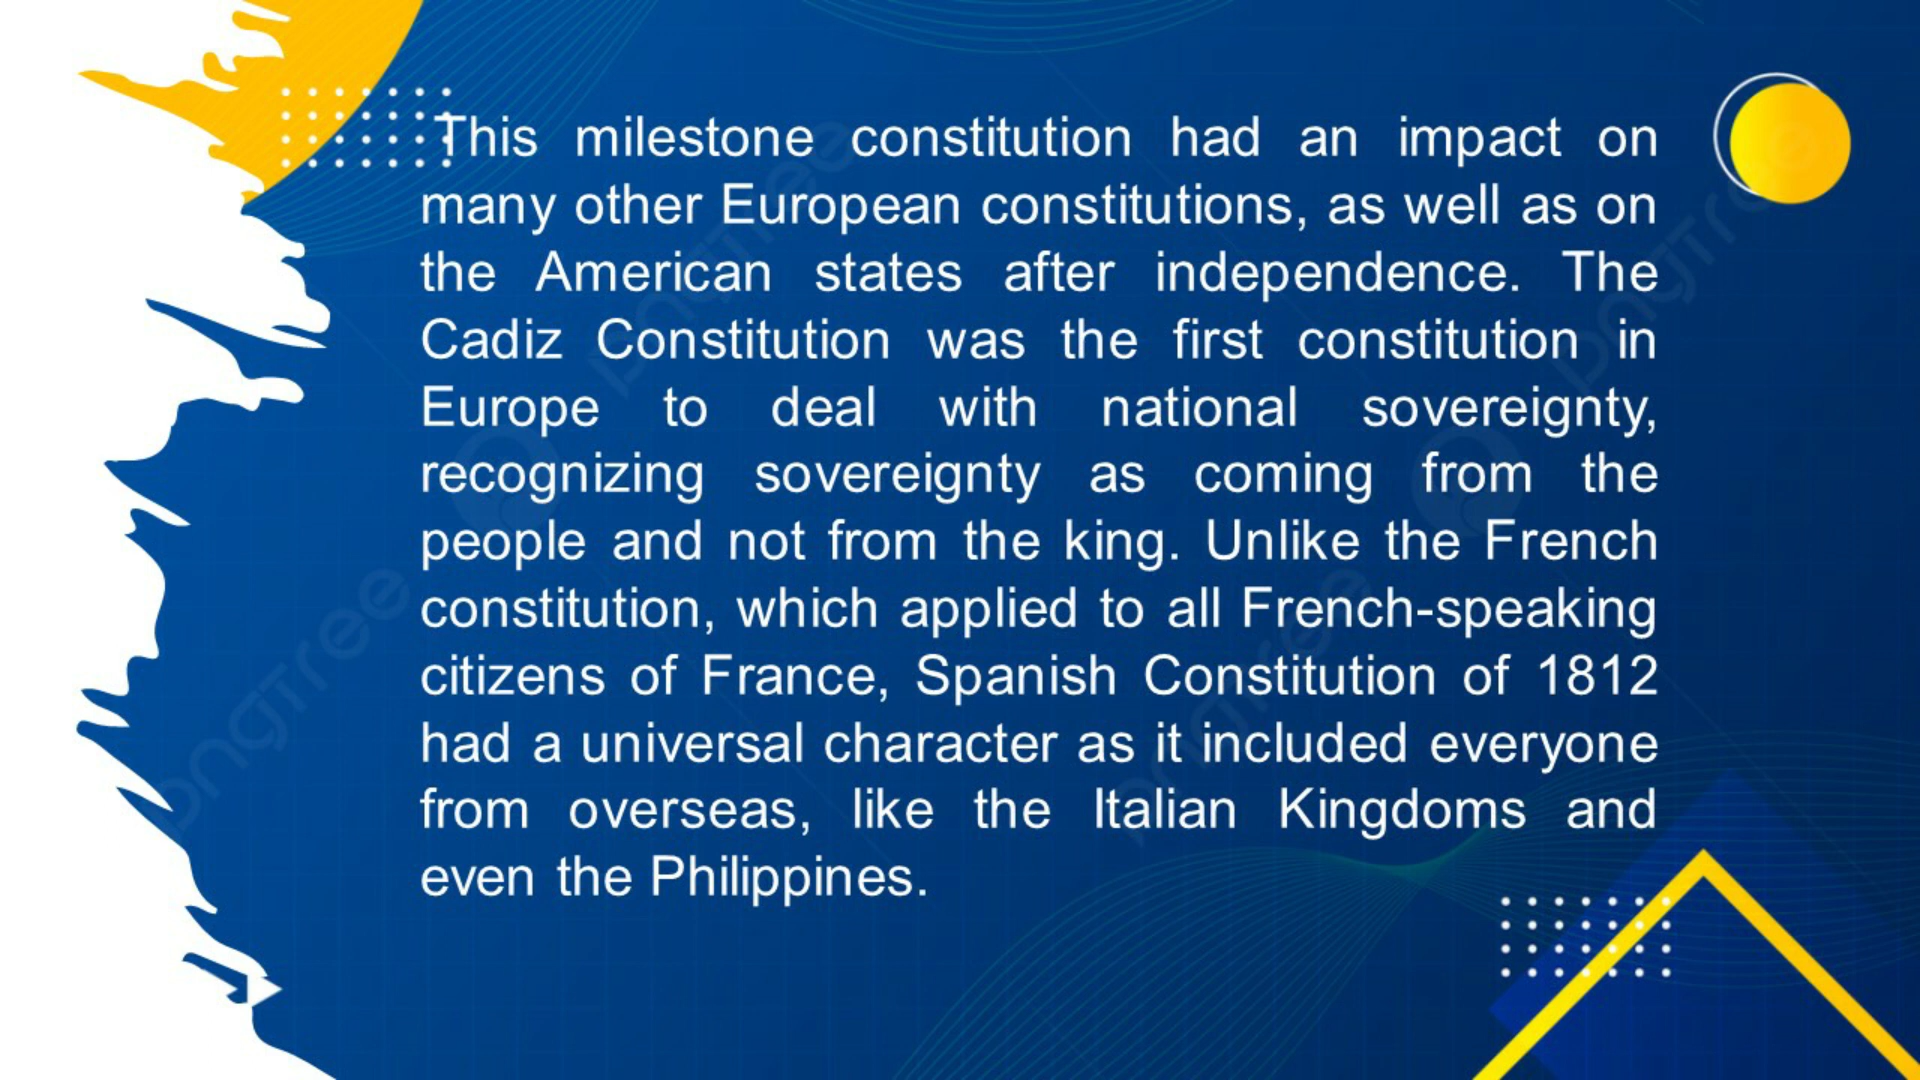 This milestone constitution had an impact on
many other European constitutions, as well as on
the American states after independence. The
Cadiz Constitution was the first constitution in
Europe to deal with national sovereignty,
recognizing sovereignty as coming from the
people and not from the king. Unlike the French
constitution, which applied to all French-speaking
citizens of France, Spanish Constitution of 1812
had a universal character as it included everyone
from overseas, like the Italian Kingdoms and
even the Philippines.
pngtree
pngtree
pngtree
pngtree